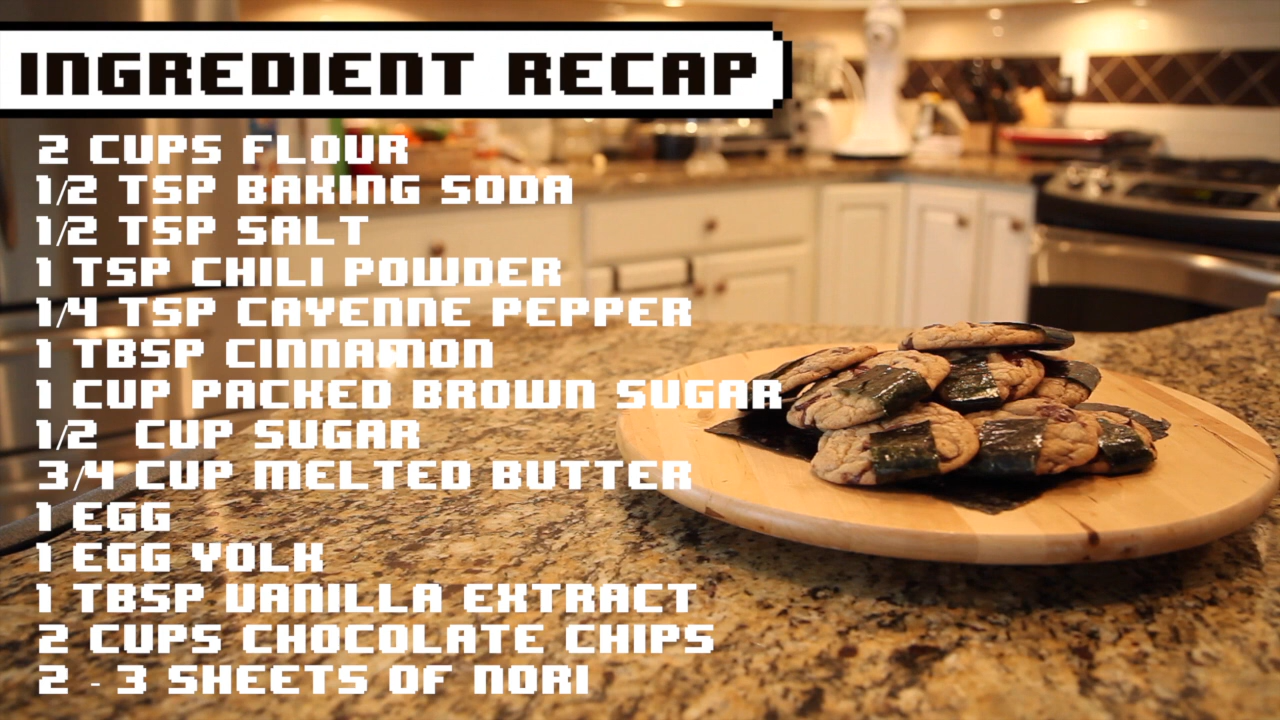 INGREDIENT RECAP
2 CUPS FLOUR
1/2 TSP BAKING SODA
1/2 TSP SALT
1 TSP CHILI POWDER
1/4 TSP CAYENNE PEPPER
1 TBSP CINNAMON
1 CUP PACKED BROWN SUGAR
1/2 CUP SUGAR
3/4 CUP MELTED BUTTER
1 EGG
1 EGG YOLK
1 TBSP VANILLA EXTRACT
2 CUPS CHOCOLATE CHIPS
2 - 3 SHEETS OF NORI